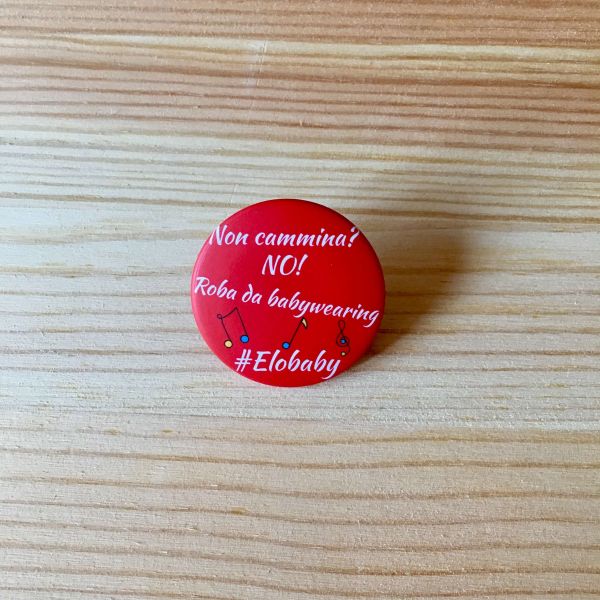 Non cammina?
NO!
Roba da babywearing
#Elobaby